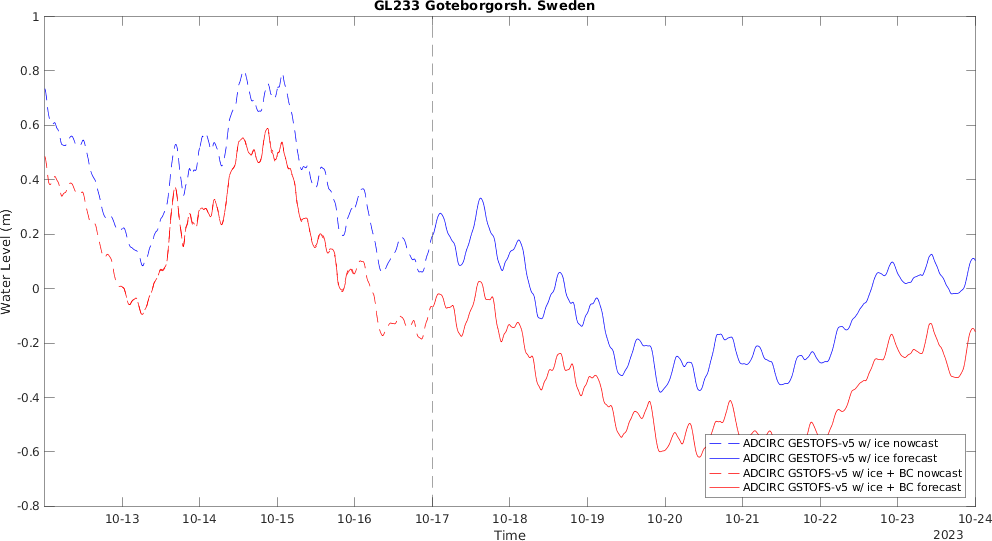 GL233 Goteborgorsh. Sweden
Water Level (m)
1
0.8
0.6
0.4
0.2
0
-0.2
-0.4
-0.6
-0.8
ADCIRC GESTOFS-v5 w/ ice nowcast
ADCIRC GESTOFS-v5 w/ ice forecast
ADCIRC GSTOFS-v5 w/ ice + BC nowcast
ADCIRC GSTOFS-v5 w/ ice + BC forecast
10-13 10-14 10-15 10-16 10-17 10-18 10-19 10-20 10-21 10-22 10-23 10-24
Time
2023